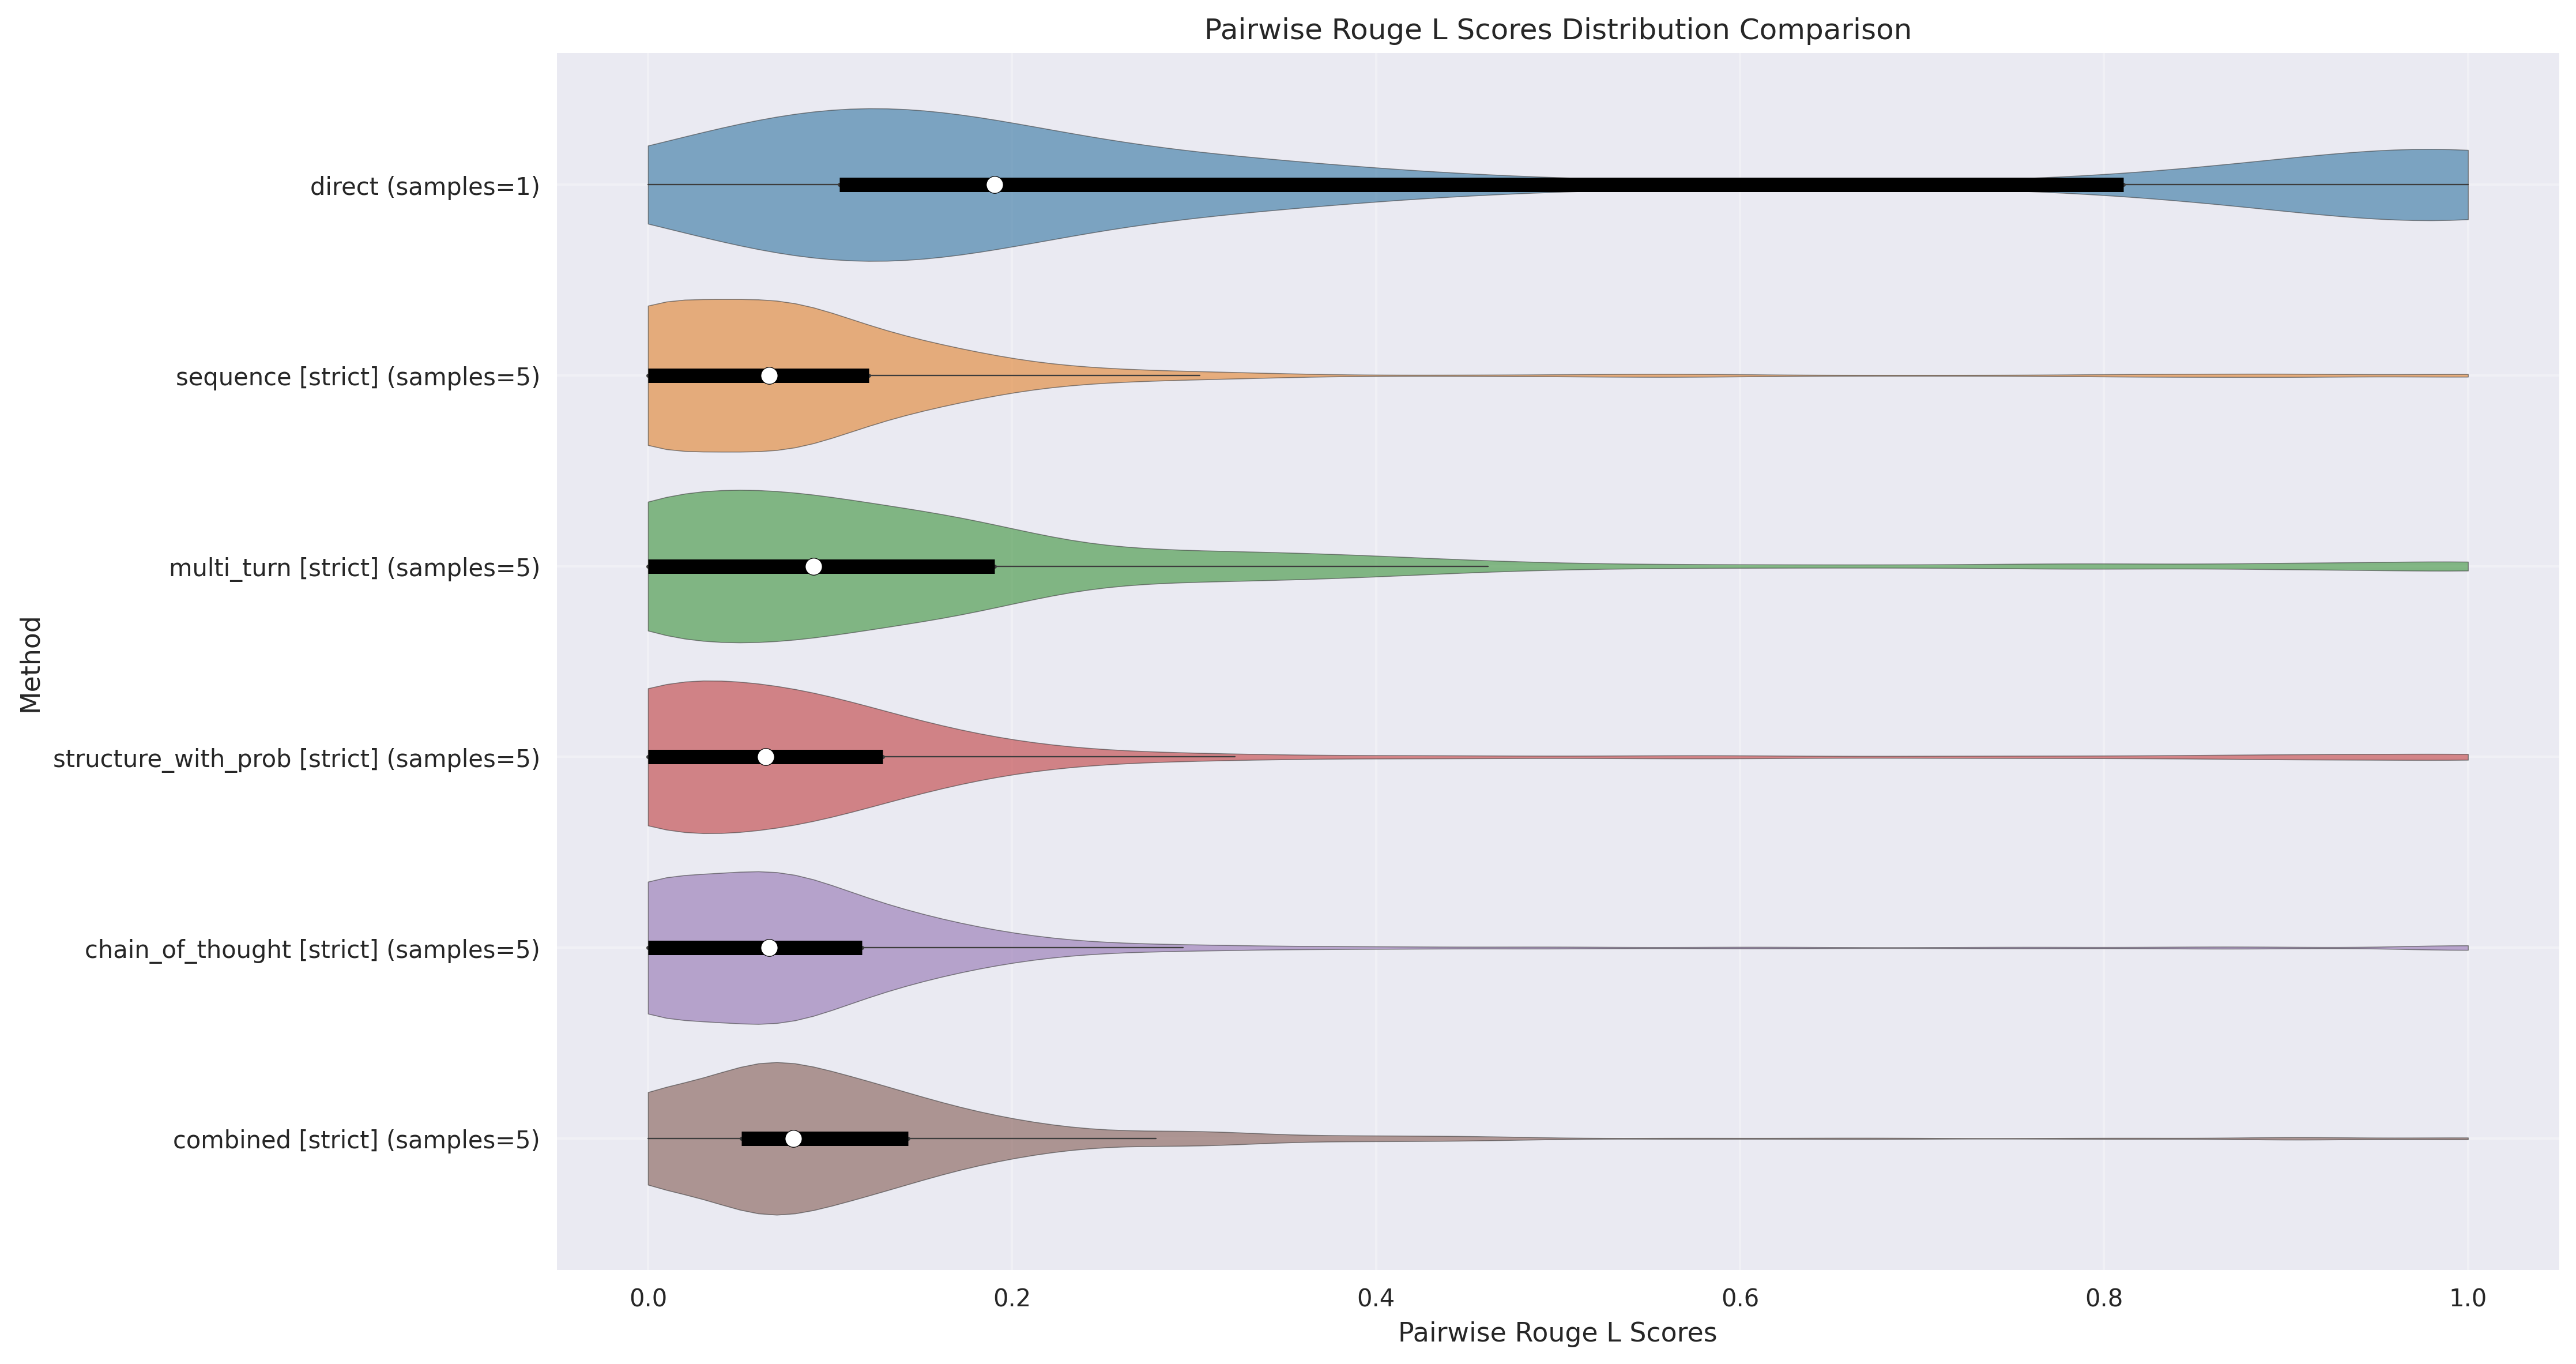 Pairwise Rouge L Scores Distribution Comparison
Method
direct (samples=1)
sequence [strict] (samples=5)
multi_turn [strict] (samples=5)
structure_with_prob [strict] (samples=5)
chain_of_thought [strict] (samples=5)
combined [strict] (samples=5)
0.0 0.2 0.4 0.6 0.8 1.0
Pairwise Rouge L Scores